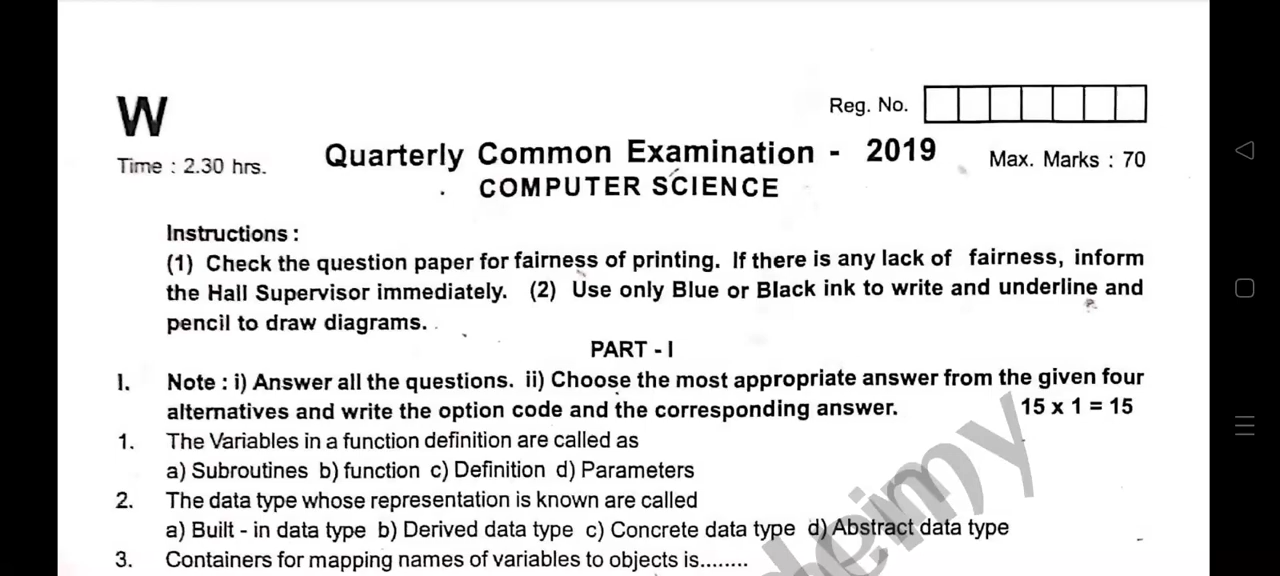 W
Reg. No.
Time : 2.30 hrs.
Quarterly Common Examination - 2019
Max. Marks : 70
COMPUTER SCIENCE
Instructions :
(1) Check the question paper for fairness of printing. If there is any lack of fairness, inform
the Hall Supervisor immediately. (2) Use only Blue or Black ink to write and underline and
pencil to draw diagrams.
PART - I
I. Note : i) Answer all the questions. ii) Choose the most appropriate answer from the given four
alternatives and write the option code and the corresponding answer. 15 x 1 = 15
1. The Variables in a function definition are called as
a) Subroutines b) function c) Definition d) Parameters
2. The data type whose representation is known are called
a) Built - in data type b) Derived data type c) Concrete data type d) Abstract data type
3. Containers for mapping names of variables to objects is........